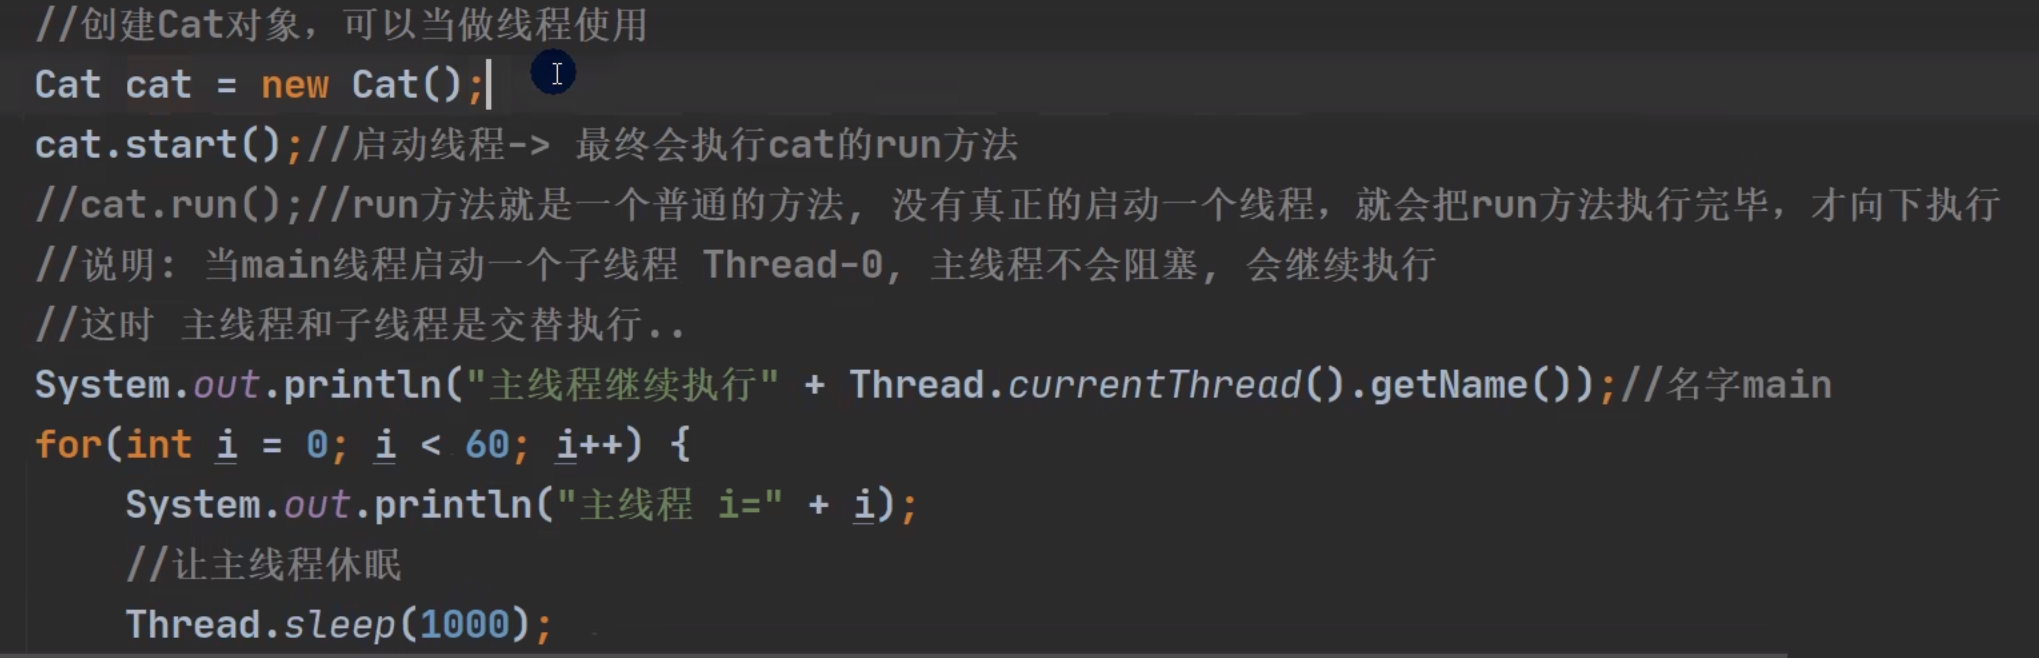 //创建Cat对象，可以当做线程使用
Cat cat = new Cat();
cat.start();//启动线程-> 最终会执行cat的run方法
//cat.run();//run方法就是一个普通的方法, 没有真正的启动一个线程，就会把run方法执行完毕，才向下执行
//说明: 当main线程启动一个子线程 Thread-0, 主线程不会阻塞, 会继续执行
//这时 主线程和子线程是交替执行..
System.out.println("主线程继续执行" + Thread.currentThread().getName());//名字main
for(int i = 0; i < 60; i++) {
    System.out.println("主线程 i=" + i);
    //让主线程休眠
    Thread.sleep(1000);